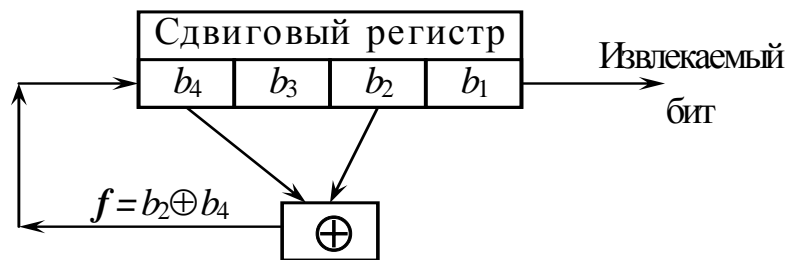 Сдвиговый регистр
b₄ b₃ b₂ b₁
Извлекаемый
бит
f = b₂⊕b₄
⊕